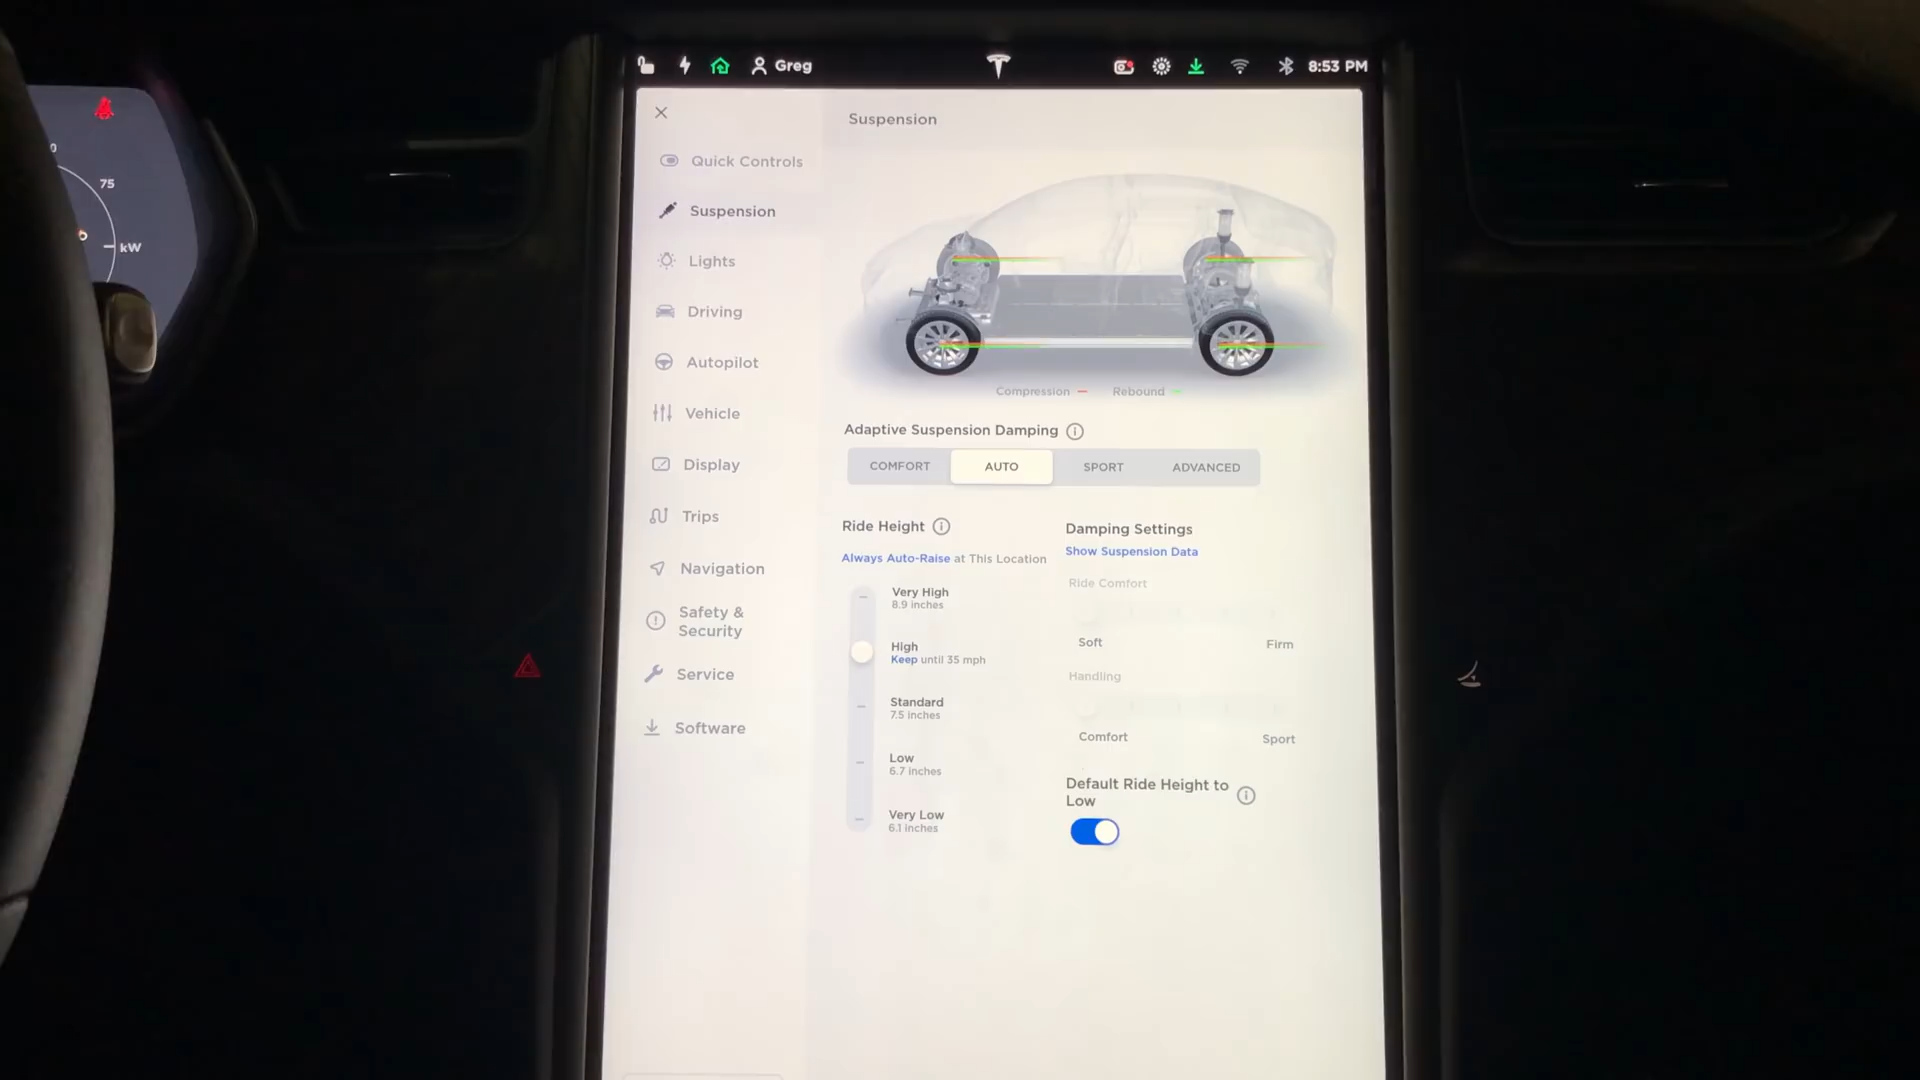 Greg
8:53 PM
Suspension
Quick Controls
Suspension
Lights
Driving
Autopilot
Vehicle
Display
Trips
Navigation
Safety &
Security
Service
Software
Compression
Rebound
Adaptive Suspension Damping
COMFORT
AUTO
SPORT
ADVANCED
Ride Height
Always Auto-Raise at This Location
Very High
8.9 inches
High
Keep until 35 mph
Standard
7.5 inches
Low
6.7 inches
Very Low
6.1 inches
Damping Settings
Show Suspension Data
Ride Comfort
Soft
Firm
Handling
Comfort
Sport
Default Ride Height to
Low
0
75
kW